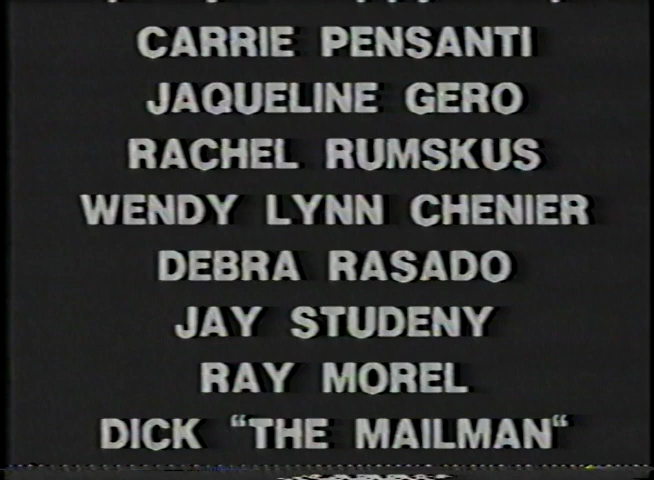 CARRIE PENSANTI
JAQUELINE GERO
RACHEL RUMSKUS
WENDY LYNN CHENIER
DEBRA RASADO
JAY STUDENY
RAY MOREL
DICK "THE MAILMAN"